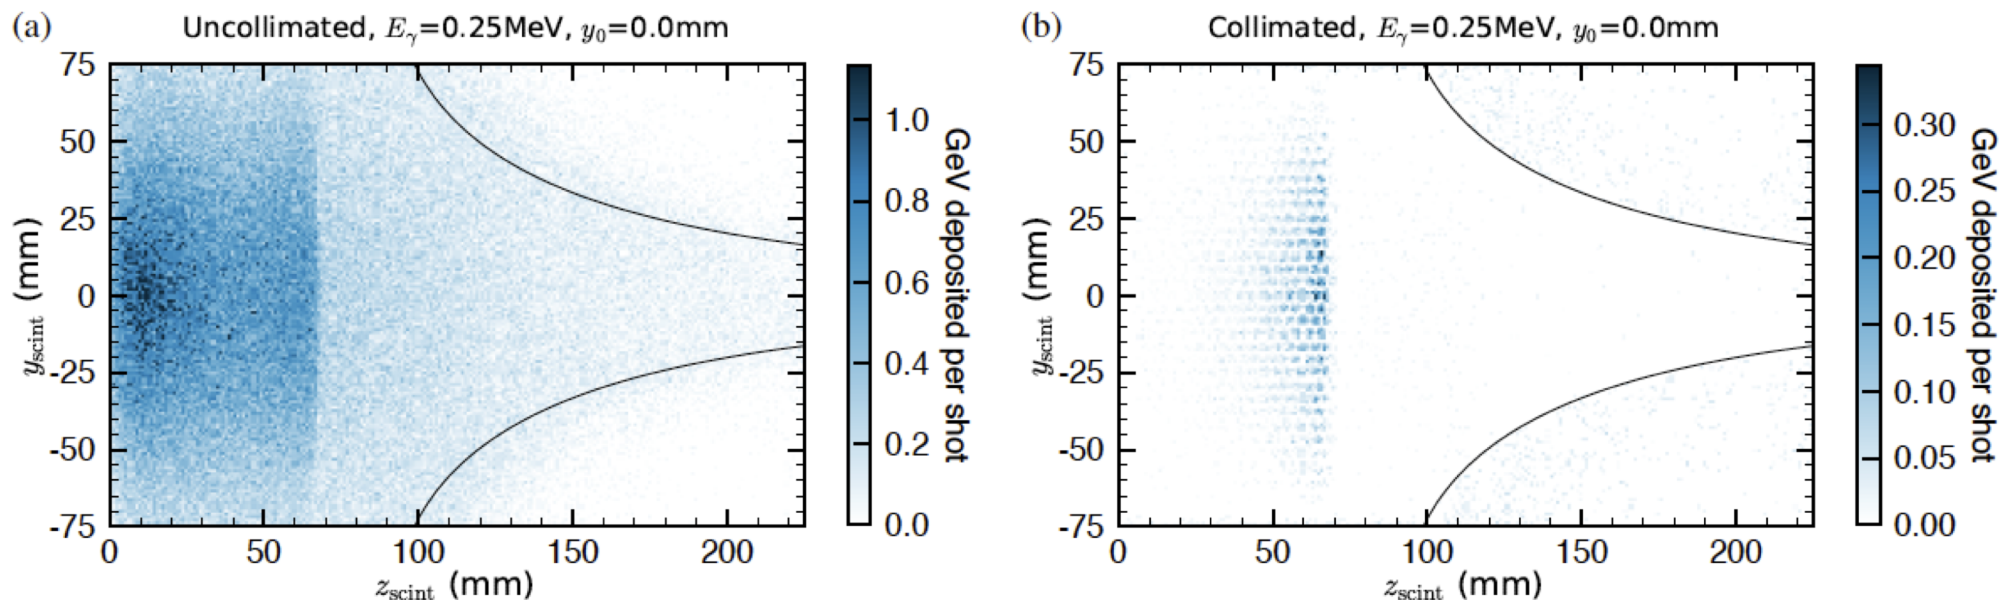 (a) Uncollimated, Eγ=0.25MeV, y₀=0.0mm
75
50
25
0
-25
-50
-75
yscint (mm)
0 50 100 150 200
zscint (mm)
1.0
0.8
0.6
0.4
0.2
0.0
GeV deposited per shot
(b) Collimated, Eγ=0.25MeV, y₀=0.0mm
75
50
25
0
-25
-50
-75
yscint (mm)
0 50 100 150 200
zscint (mm)
0.30
0.25
0.20
0.15
0.10
0.05
0.00
GeV deposited per shot